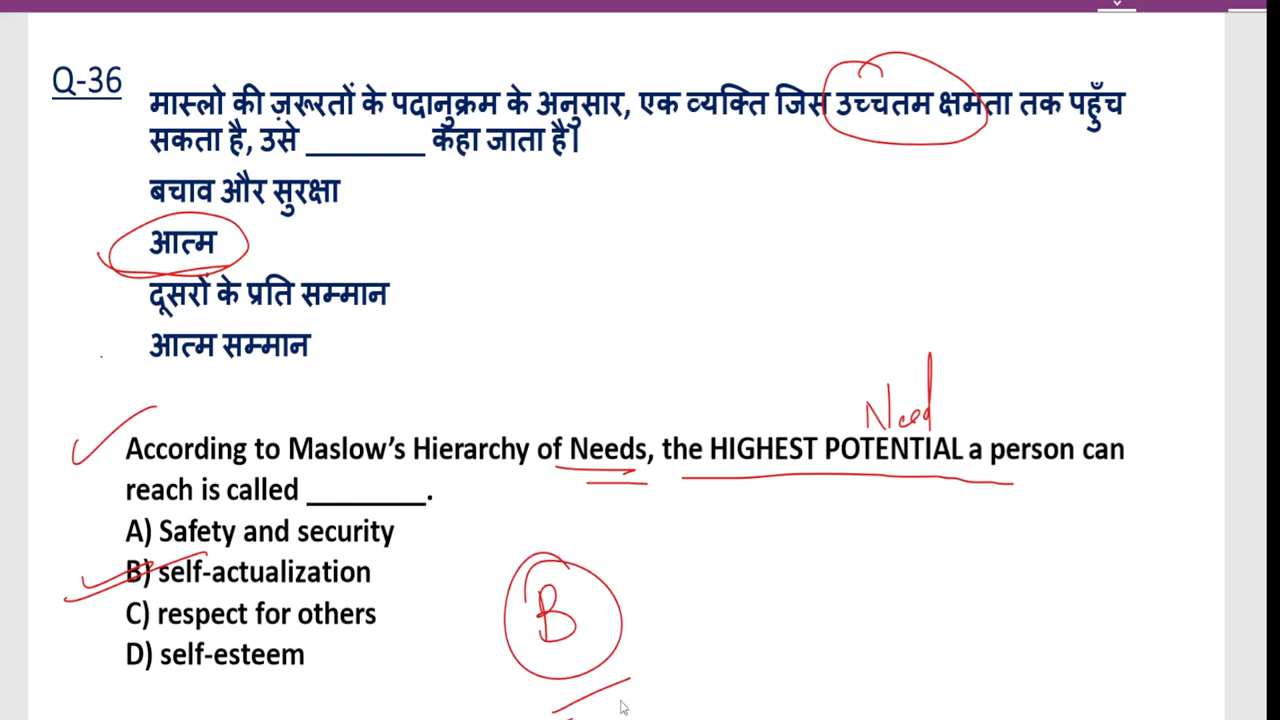 Q-36
मास्लो की ज़रूरतों के पदानुक्रम के अनुसार, एक व्यक्ति जिस उच्चतम क्षमता तक पहुँच
सकता है, उसे ________ कहा जाता है।
बचाव और सुरक्षा
आत्म
दूसरों के प्रति सम्मान
आत्म सम्मान
Need
According to Maslow’s Hierarchy of Needs, the HIGHEST POTENTIAL a person can
reach is called ________.
A) Safety and security
B) self-actualization
C) respect for others
D) self-esteem
B